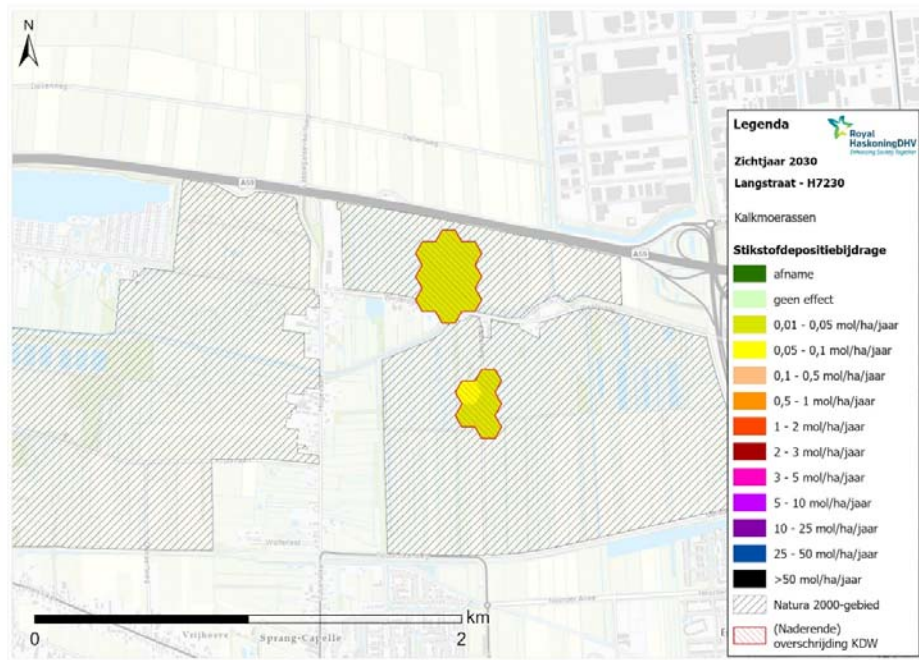 N
A59
A59
Legenda
Royal
HaskoningDHV
Enhancing Society Together
Zichtjaar 2030
Langstraat - H7230
Kalkmoerassen
Stikstofdepositiebijdrage
afname
geen effect
0,01 - 0,05 mol/ha/jaar
0,05 - 0,1 mol/ha/jaar
0,1 - 0,5 mol/ha/jaar
0,5 - 1 mol/ha/jaar
1 - 2 mol/ha/jaar
2 - 3 mol/ha/jaar
3 - 5 mol/ha/jaar
5 - 10 mol/ha/jaar
10 - 25 mol/ha/jaar
25 - 50 mol/ha/jaar
>50 mol/ha/jaar
Natura 2000-gebied
(Naderende)
overschrijding KDW
km
0
2
Vrijhoeve
Sprang-Capelle